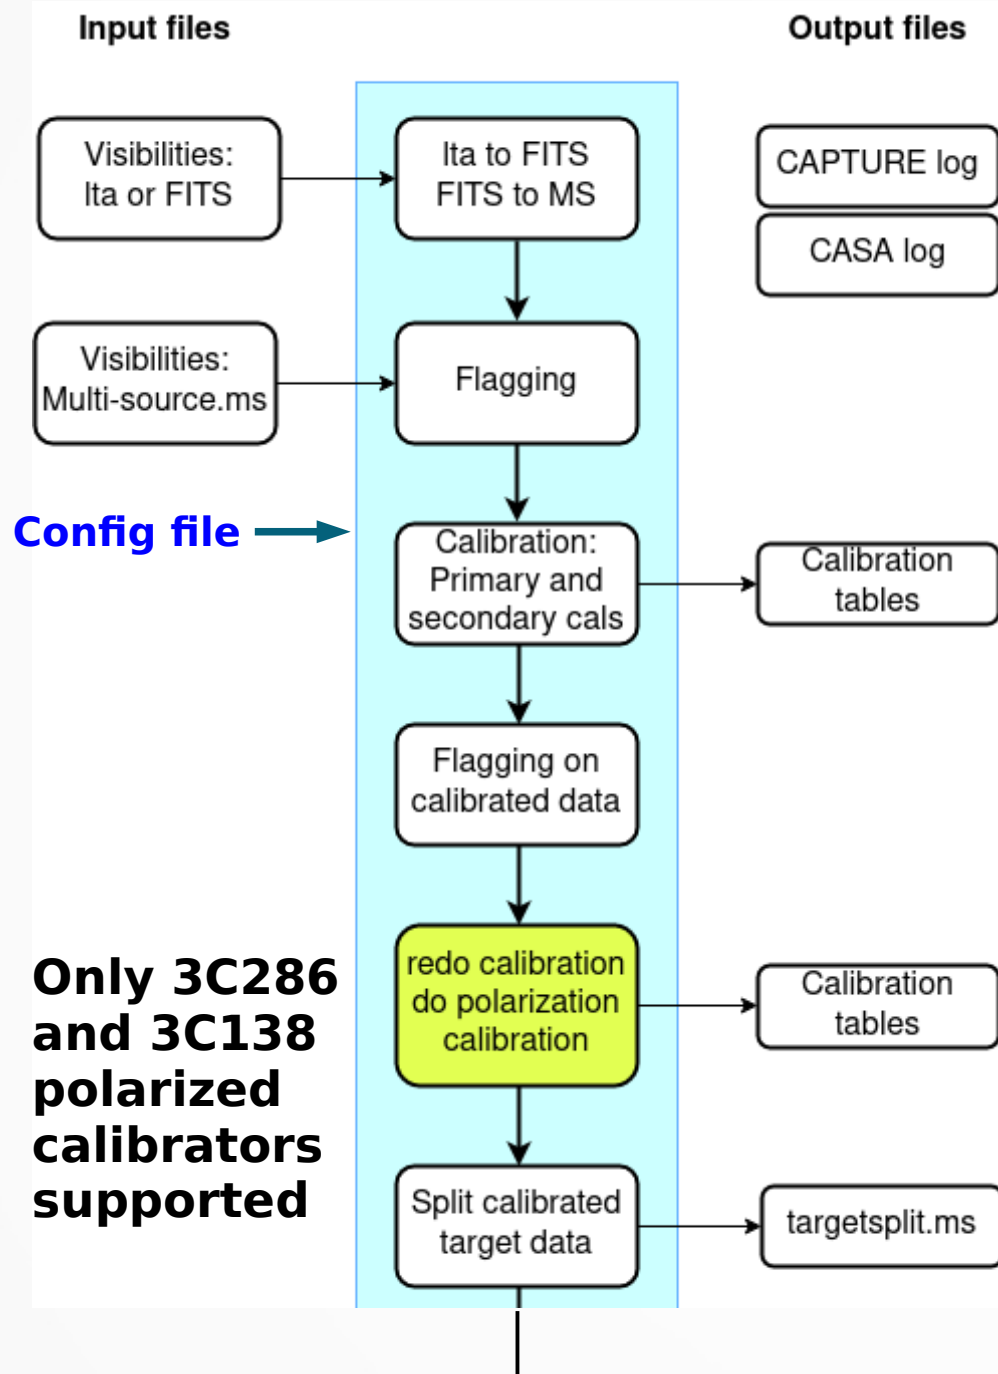 Input files
Output files
Visibilities:
lta or FITS
lta to FITS
FITS to MS
CAPTURE log
CASA log
Visibilities:
Multi-source.ms
Flagging
Config file
Calibration:
Primary and
secondary cals
Calibration
tables
Flagging on
calibrated data
Only 3C286
and 3C138
polarized
calibrators
supported
redo calibration
do polarization
calibration
Calibration
tables
Split calibrated
target data
targetsplit.ms